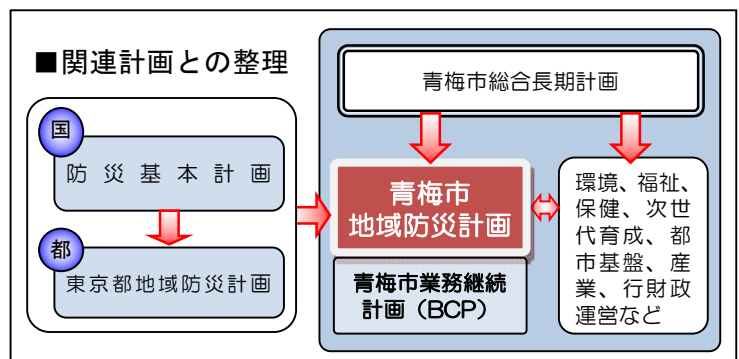 ■関連計画との整理
国
防災基本計画
都
東京都地域防災計画
青梅市総合長期計画
青梅市
地域防災計画
青梅市業務継続
計画（BCP）
環境、福祉、
保健、次世
代育成、都
市基盤、産
業、行財政
運営など